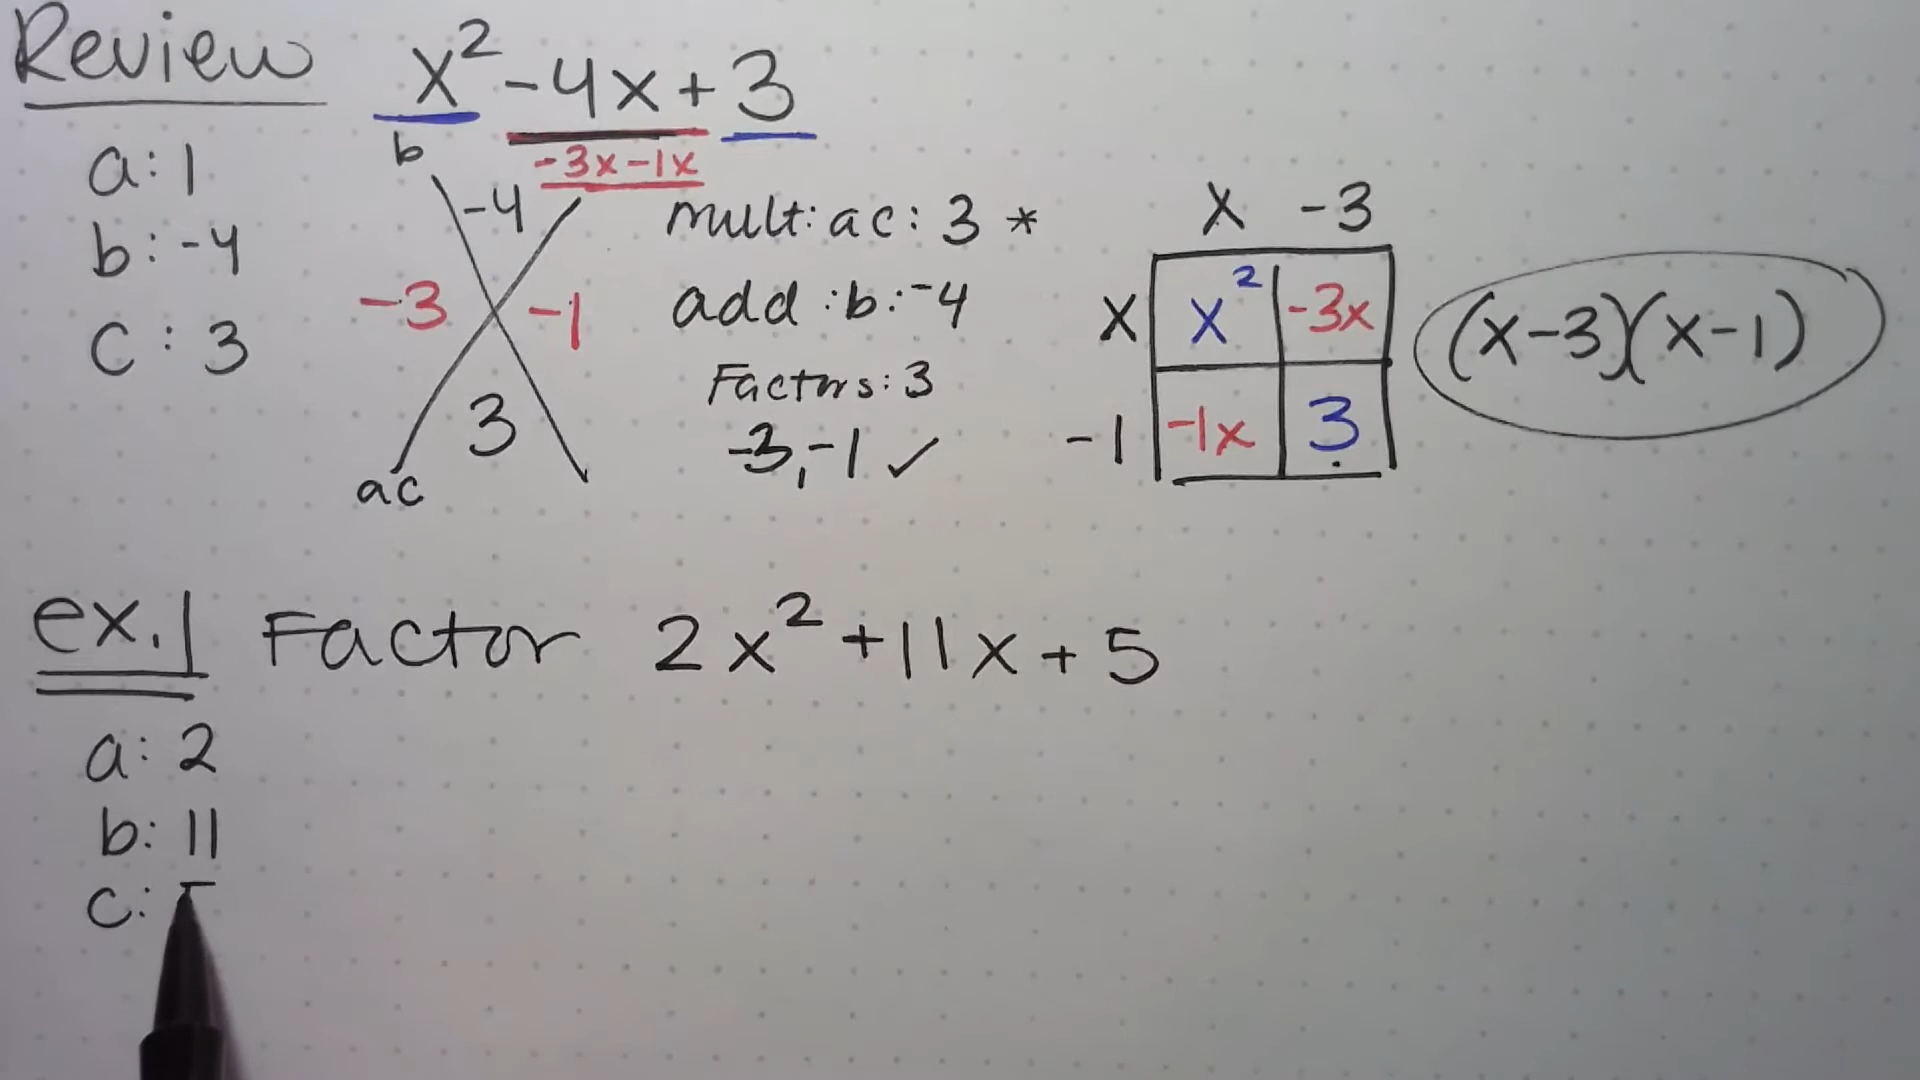 Review
x² -4x + 3
-3x -1x
a: 1
b: -4
C: 3
b
-4
-3
-1
3
ac
mult: ac: 3 *
add: b: -4
Factors: 3
-3, -1 ✓
x -3
x x² -3x
-1 -1x 3
(x-3)(x-1)
ex. 1 Factor 2x² + 11x + 5
a: 2
b: 11
c: